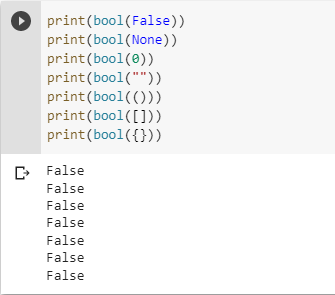 print(bool(False))
print(bool(None))
print(bool(0))
print(bool(""))
print(bool(()))
print(bool([]))
print(bool({}))
False
False
False
False
False
False
False